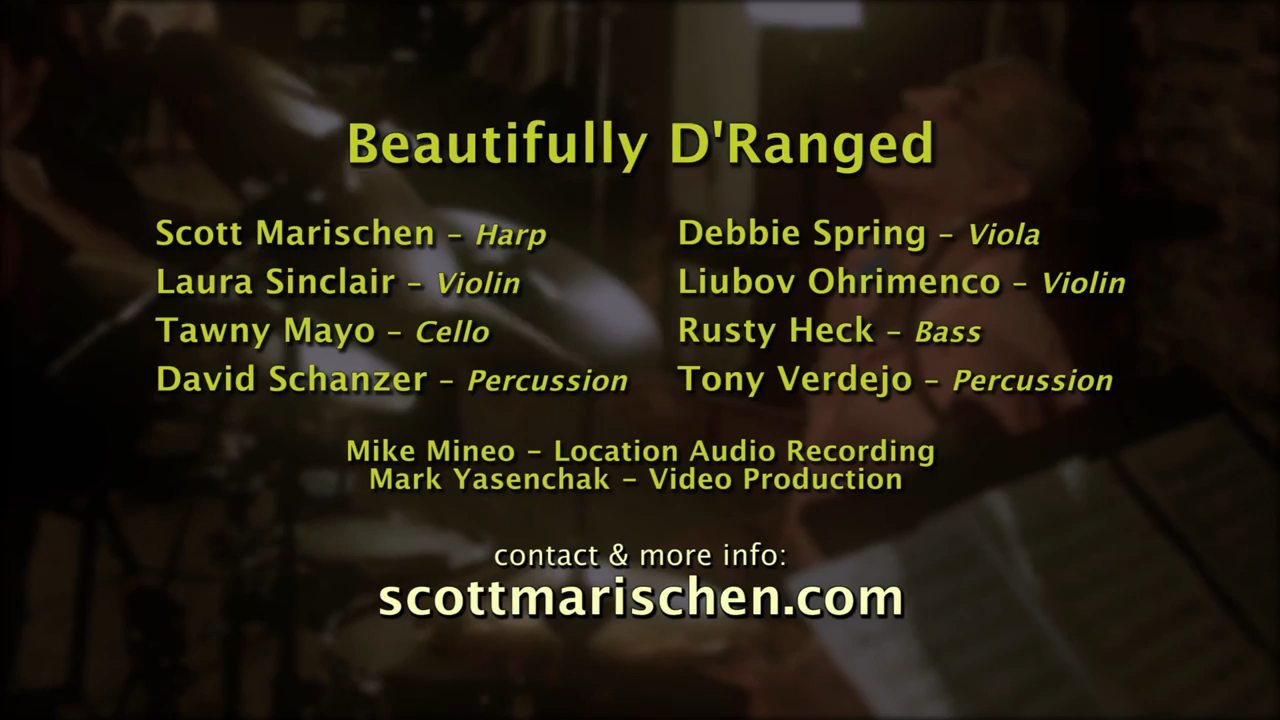 Beautifully D'Ranged
Scott Marischen – Harp
Laura Sinclair – Violin
Tawny Mayo – Cello
David Schanzer – Percussion
Debbie Spring – Viola
Liubov Ohrimenco – Violin
Rusty Heck – Bass
Tony Verdejo – Percussion
Mike Mineo – Location Audio Recording
Mark Yasenchak – Video Production
contact & more info:
scottmarischen.com